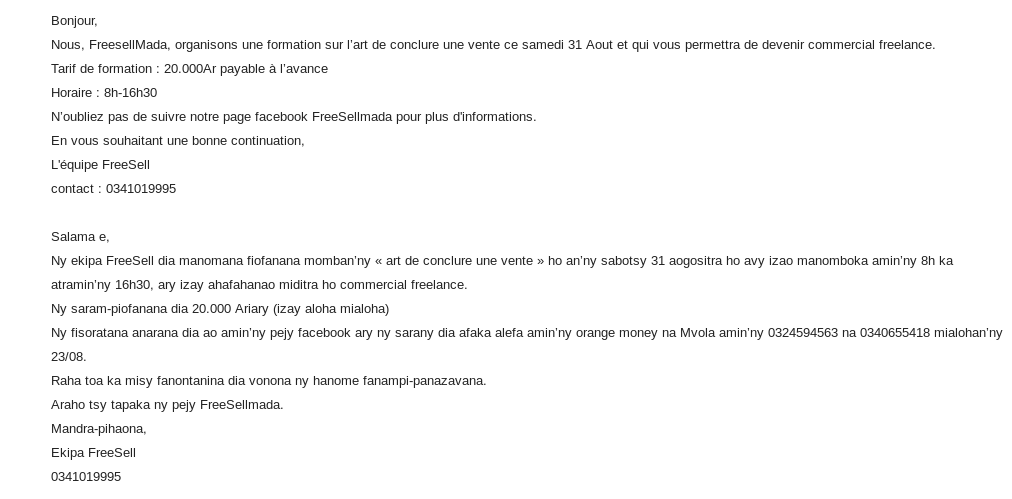 Bonjour,
Nous, FreesellMada, organisons une formation sur l’art de conclure une vente ce samedi 31 Aout et qui vous permettra de devenir commercial freelance.
Tarif de formation : 20.000Ar payable à l’avance
Horaire : 8h-16h30
N’oubliez pas de suivre notre page facebook FreeSellmada pour plus d’informations.
En vous souhaitant une bonne continuation,
L'équipe FreeSell
contact : 0341019995

Salama e,
Ny ekipa FreeSell dia manomana fiofanana momban’ny « art de conclure une vente » ho an’ny sabotsy 31 aogositra ho avy izao manomboka amin’ny 8h ka
atramin’ny 16h30, ary izay ahafahanao miditra ho commercial freelance.
Ny saram-piofanana dia 20.000 Ariary (izay aloha mialoha)
Ny fisoratana anarana dia ao amin’ny pejy facebook ary ny sarany dia afaka alefa amin’ny orange money na Mvola amin’ny 0324594563 na 0340655418 mialohan’ny
23/08.
Raha toa ka misy fanontanina dia vonona ny hanome fanampi-panazavana.
Araho tsy tapaka ny pejy FreeSellmada.
Mandra-pihaona,
Ekipa FreeSell
0341019995